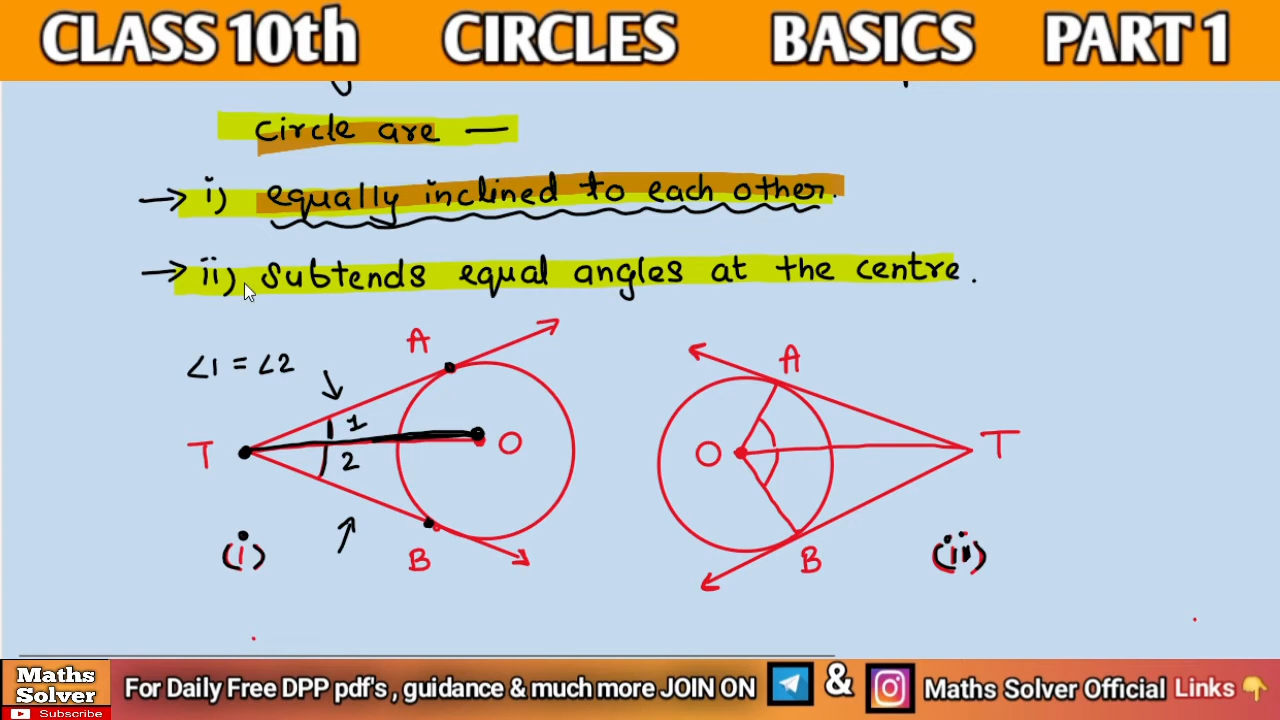 CLASS 10th CIRCLES BASICS PART 1
circle are —
→ i) equally inclined to each other.
→ ii) Subtends equal angles at the centre.
∠1 = ∠2
A
1
2
T
O
B
(i)
A
O
T
B
(ii)
Maths Solver
Subscribe
For Daily Free DPP pdf's , guidance & much more JOIN ON & Maths Solver Official Links 👇